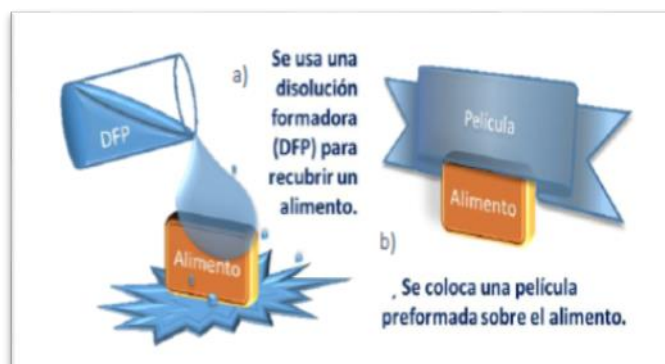 a)
Se usa una
disolución
formadora
(DFP) para
recubrir un
alimento.
DFP
Alimento
Película
Alimento
b)
, Se coloca una película
preformada sobre el alimento.